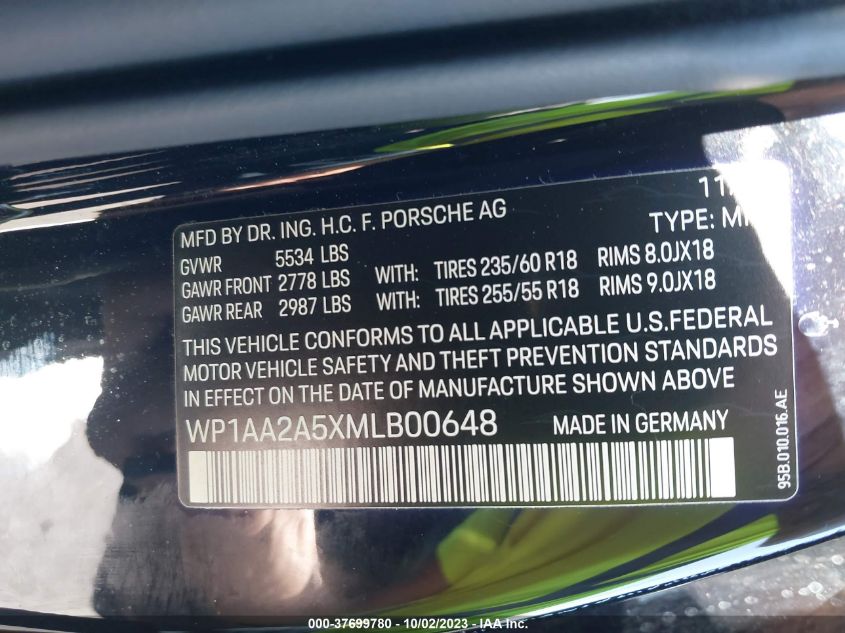 MFD BY DR. ING. H.C. F. PORSCHE AG
GVWR 5534 LBS TYPE:
GAWR FRONT 2778 LBS WITH: TIRES 235/60 R18 RIMS 8.0JX18
GAWR REAR 2987 LBS WITH: TIRES 255/55 R18 RIMS 9.0JX18
THIS VEHICLE CONFORMS TO ALL APPLICABLE U.S.FEDERAL
MOTOR VEHICLE SAFETY AND THEFT PREVENTION STANDARDS
IN EFFECT ON THE DATE OF MANUFACTURE SHOWN ABOVE
WP1AA2A5XMLB00648 MADE IN GERMANY
95B.010.016.AE
000-37699780 - 10/02/2023 - IAA Inc.